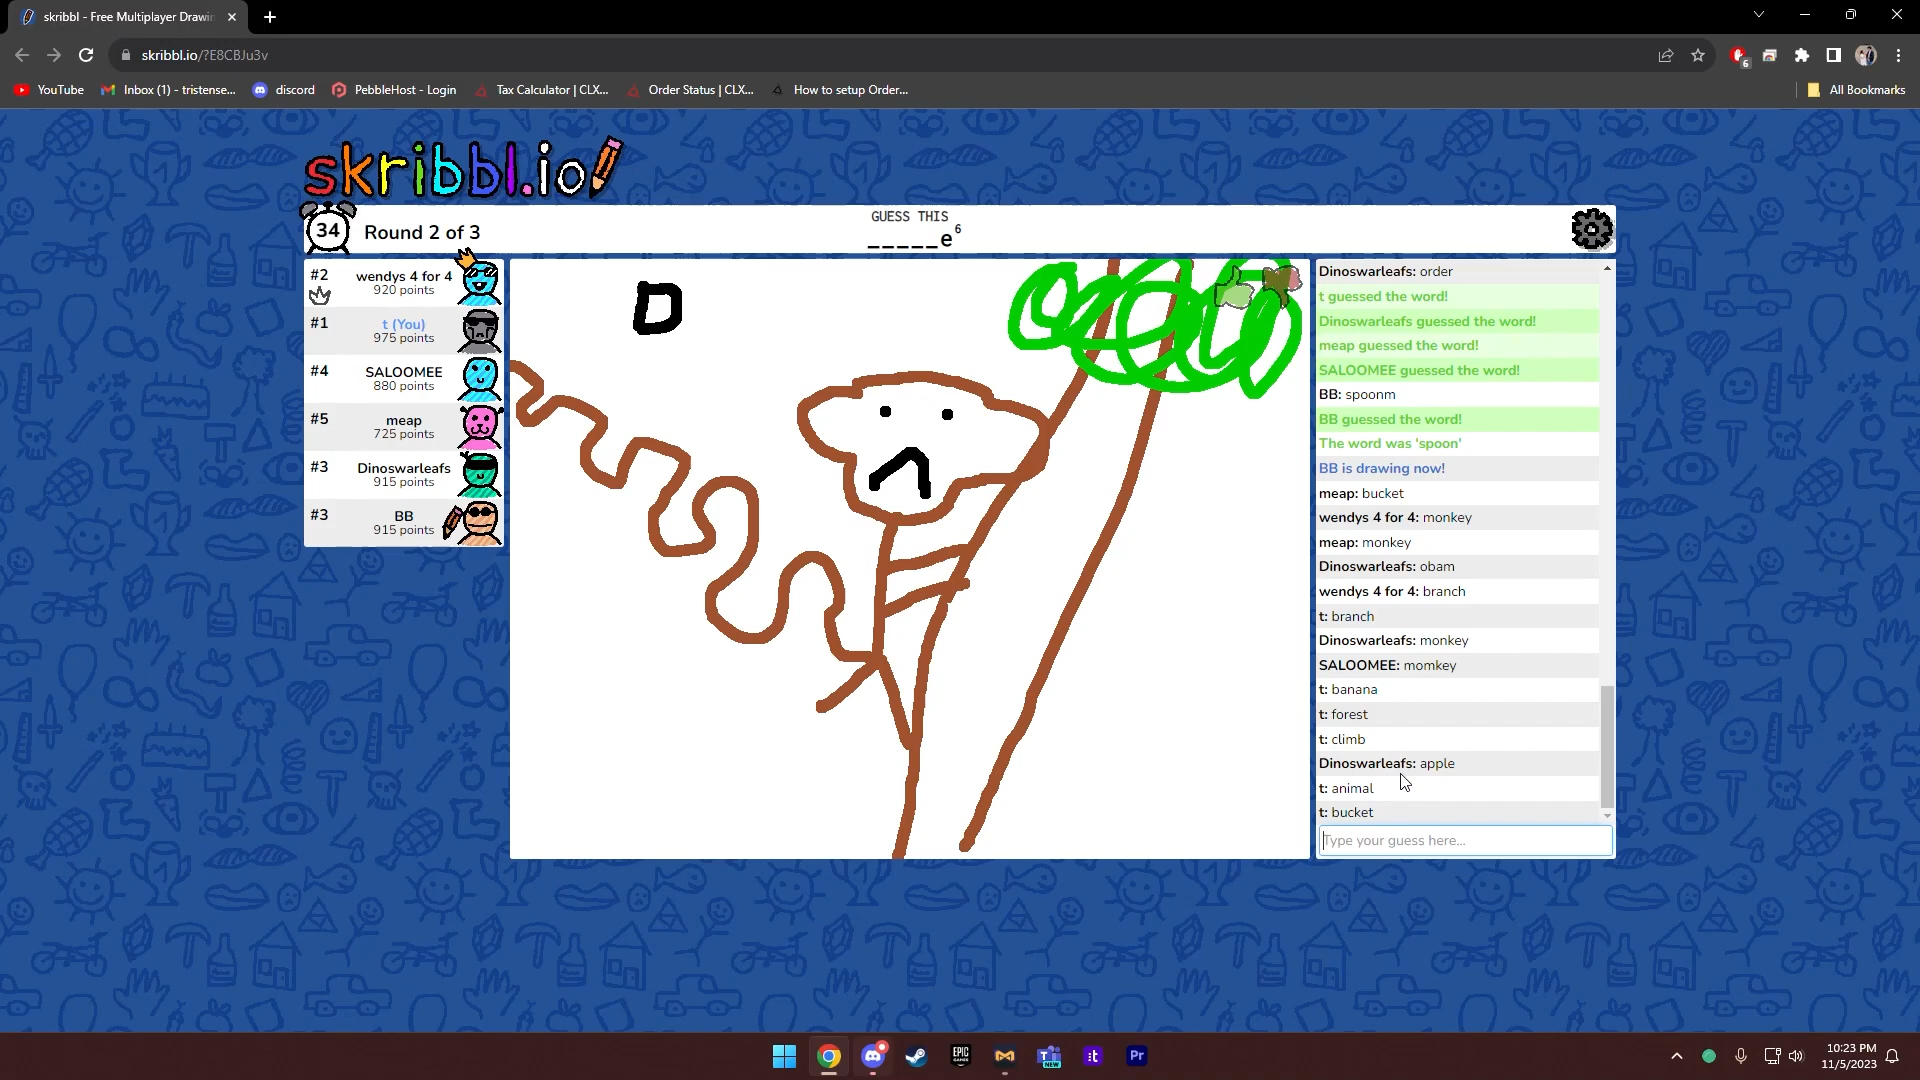 skribbl - Free Multiplayer Drawin
skribbl.io/?E8CBJu3v
6
YouTube
Inbox (1) - tristense...
discord
PebbleHost - Login
Tax Calculator | CLX...
Order Status | CLX...
How to setup Order...
All Bookmarks
skribbl.io
34
Round 2 of 3
GUESS THIS
_____e6
#2
wendys 4 for 4
920 points
#1
t (You)
975 points
#4
SALOOMEE
880 points
#5
meap
725 points
#3
Dinoswarleafs
915 points
#3
BB
915 points
D
Dinoswarleafs: order
t guessed the word!
Dinoswarleafs guessed the word!
meap guessed the word!
SALOOMEE guessed the word!
BB: spoonm
BB guessed the word!
The word was 'spoon'
BB is drawing now!
meap: bucket
wendys 4 for 4: monkey
meap: monkey
Dinoswarleafs: obam
wendys 4 for 4: branch
t: branch
Dinoswarleafs: monkey
SALOOMEE: momkey
t: banana
t: forest
t: climb
Dinoswarleafs: apple
t: animal
t: bucket
Type your guess here...
EPIC GAMES
NEW
:t
Pr
10:23 PM
11/5/2023